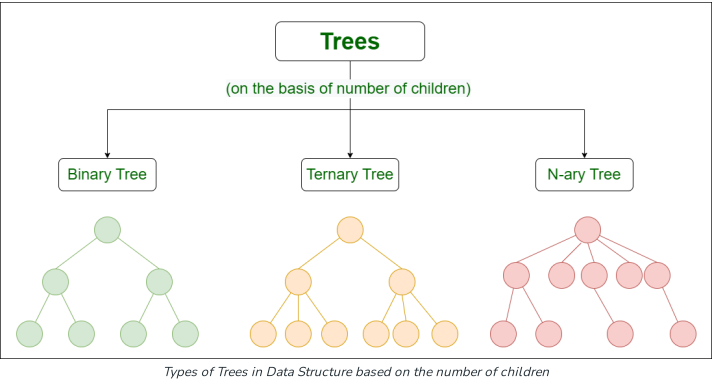 Trees
(on the basis of number of children)
Binary Tree
Ternary Tree
N-ary Tree
Types of Trees in Data Structure based on the number of children